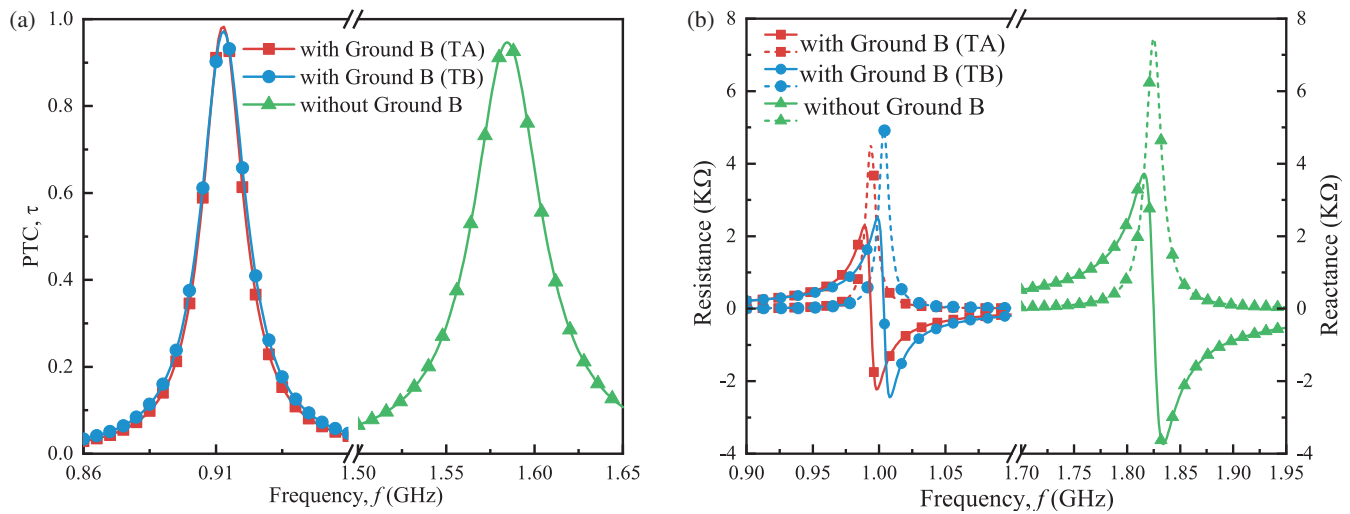 (a)
1.0
0.8
0.6
0.4
0.2
0.0
PTC, τ
with Ground B (TA)
with Ground B (TB)
without Ground B
0.86
0.91
1.50
1.55
1.60
1.65
Frequency, f (GHz)
(b)
8
6
4
2
0
-2
-4
Resistance (KΩ)
with Ground B (TA)
with Ground B (TB)
without Ground B
8
6
4
2
0
-2
-4
Reactance (KΩ)
0.90
0.95
1.00
1.05
1.70
1.75
1.80
1.85
1.90
1.95
Frequency, f (GHz)